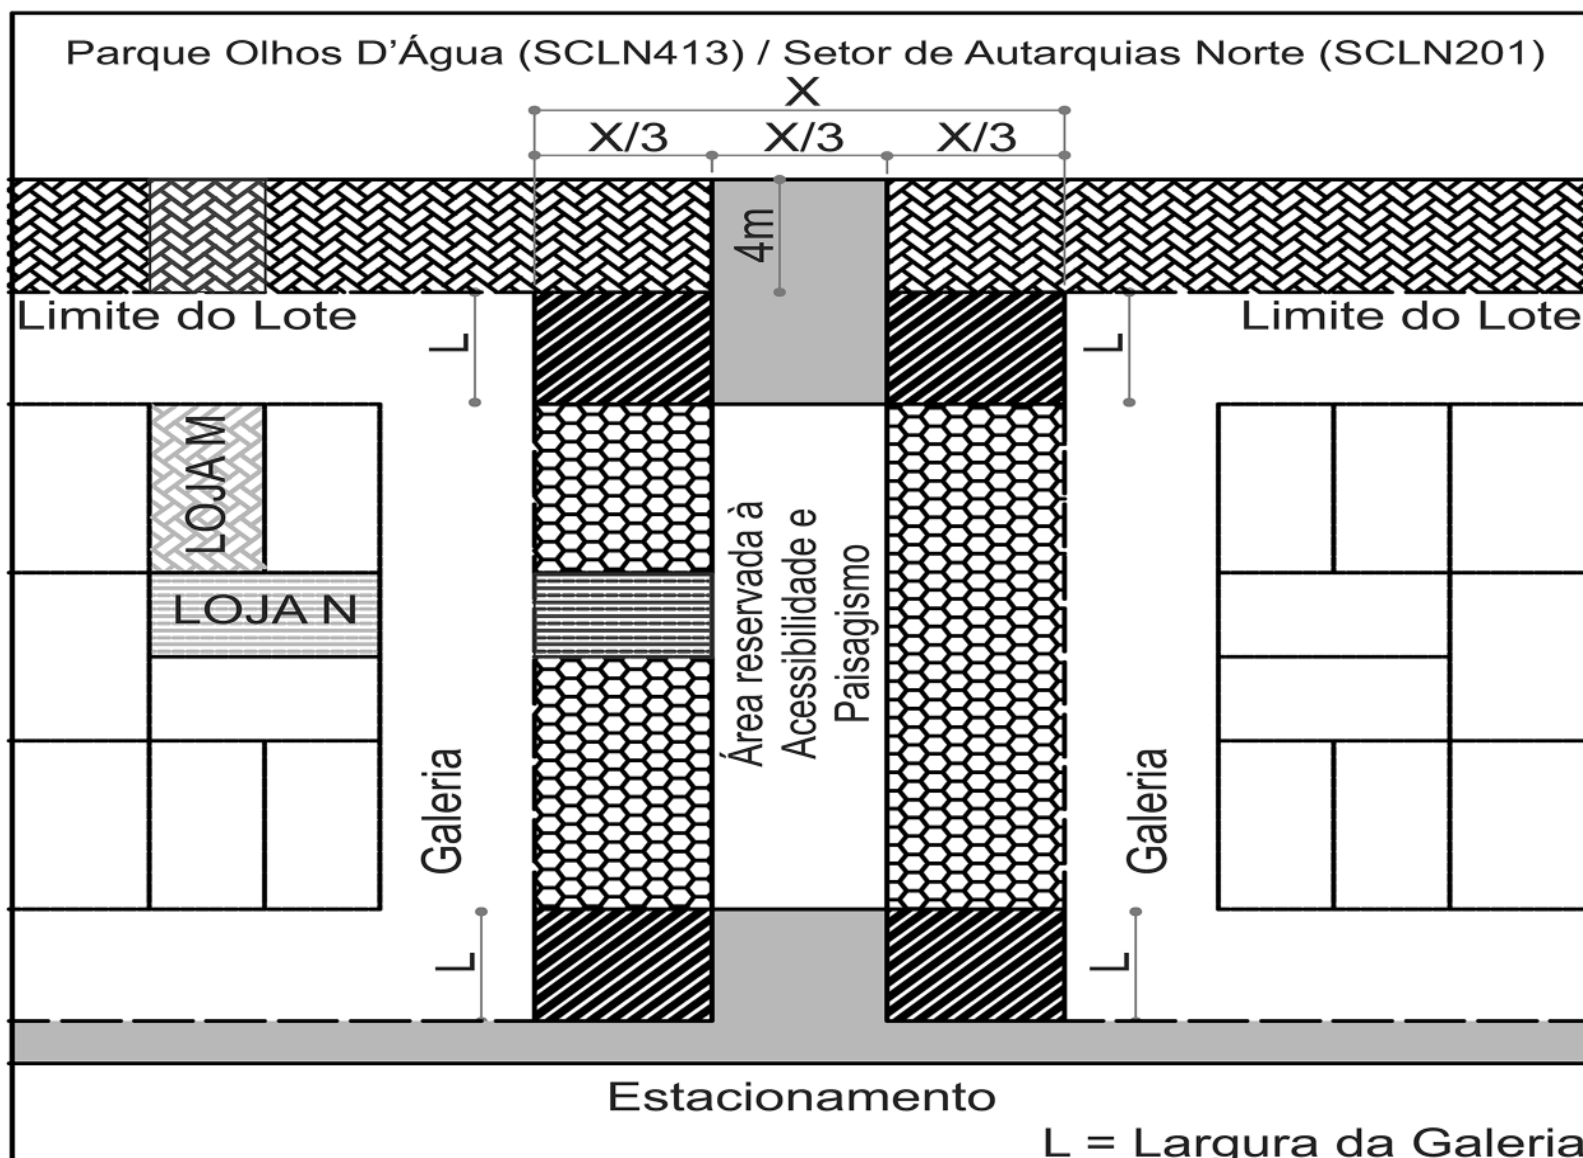 Parque Olhos D'Água (SCLN413) / Setor de Autarquias Norte (SCLN201)
X
X/3
X/3
X/3
4m
Limite do Lote
Limite do Lote
L
L
LOJA M
LOJA N
Área reservada à
Acessibilidade e
Paisagismo
Galeria
Galeria
L
L
Estacionamento
L = Largura da Galeria